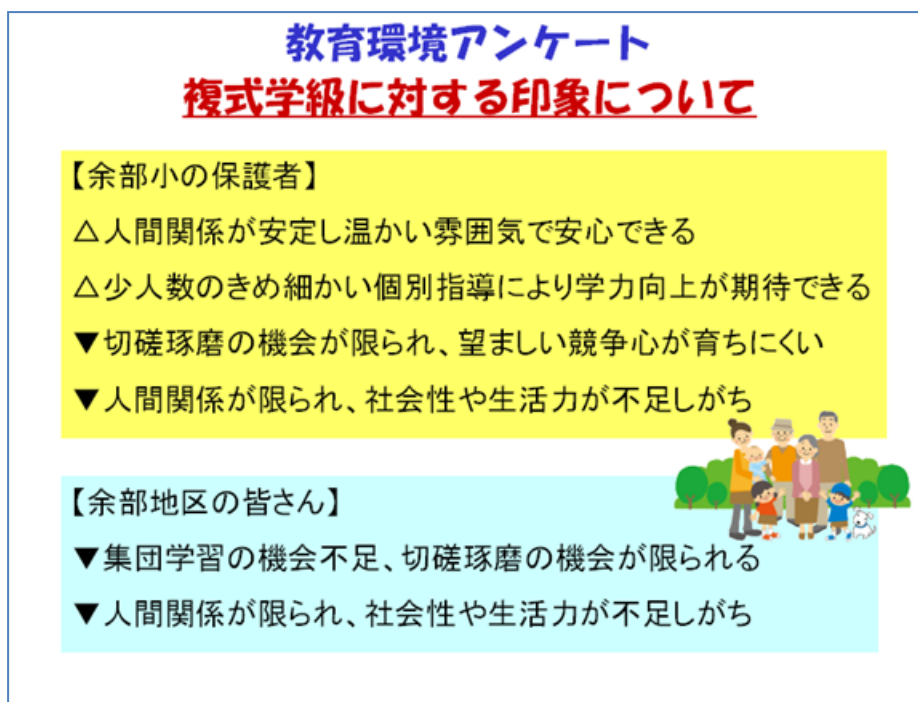 教育環境アンケート
複式学級に対する印象について
【余部小の保護者】
△人間関係が安定し温かい雰囲気で安心できる
△少人数のきめ細かい個別指導により学力向上が期待できる
▼切磋琢磨の機会が限られ、望ましい競争心が育ちにくい
▼人間関係が限られ、社会性や生活力が不足しがち
【余部地区の皆さん】
▼集団学習の機会不足、切磋琢磨の機会が限られる
▼人間関係が限られ、社会性や生活力が不足しがち